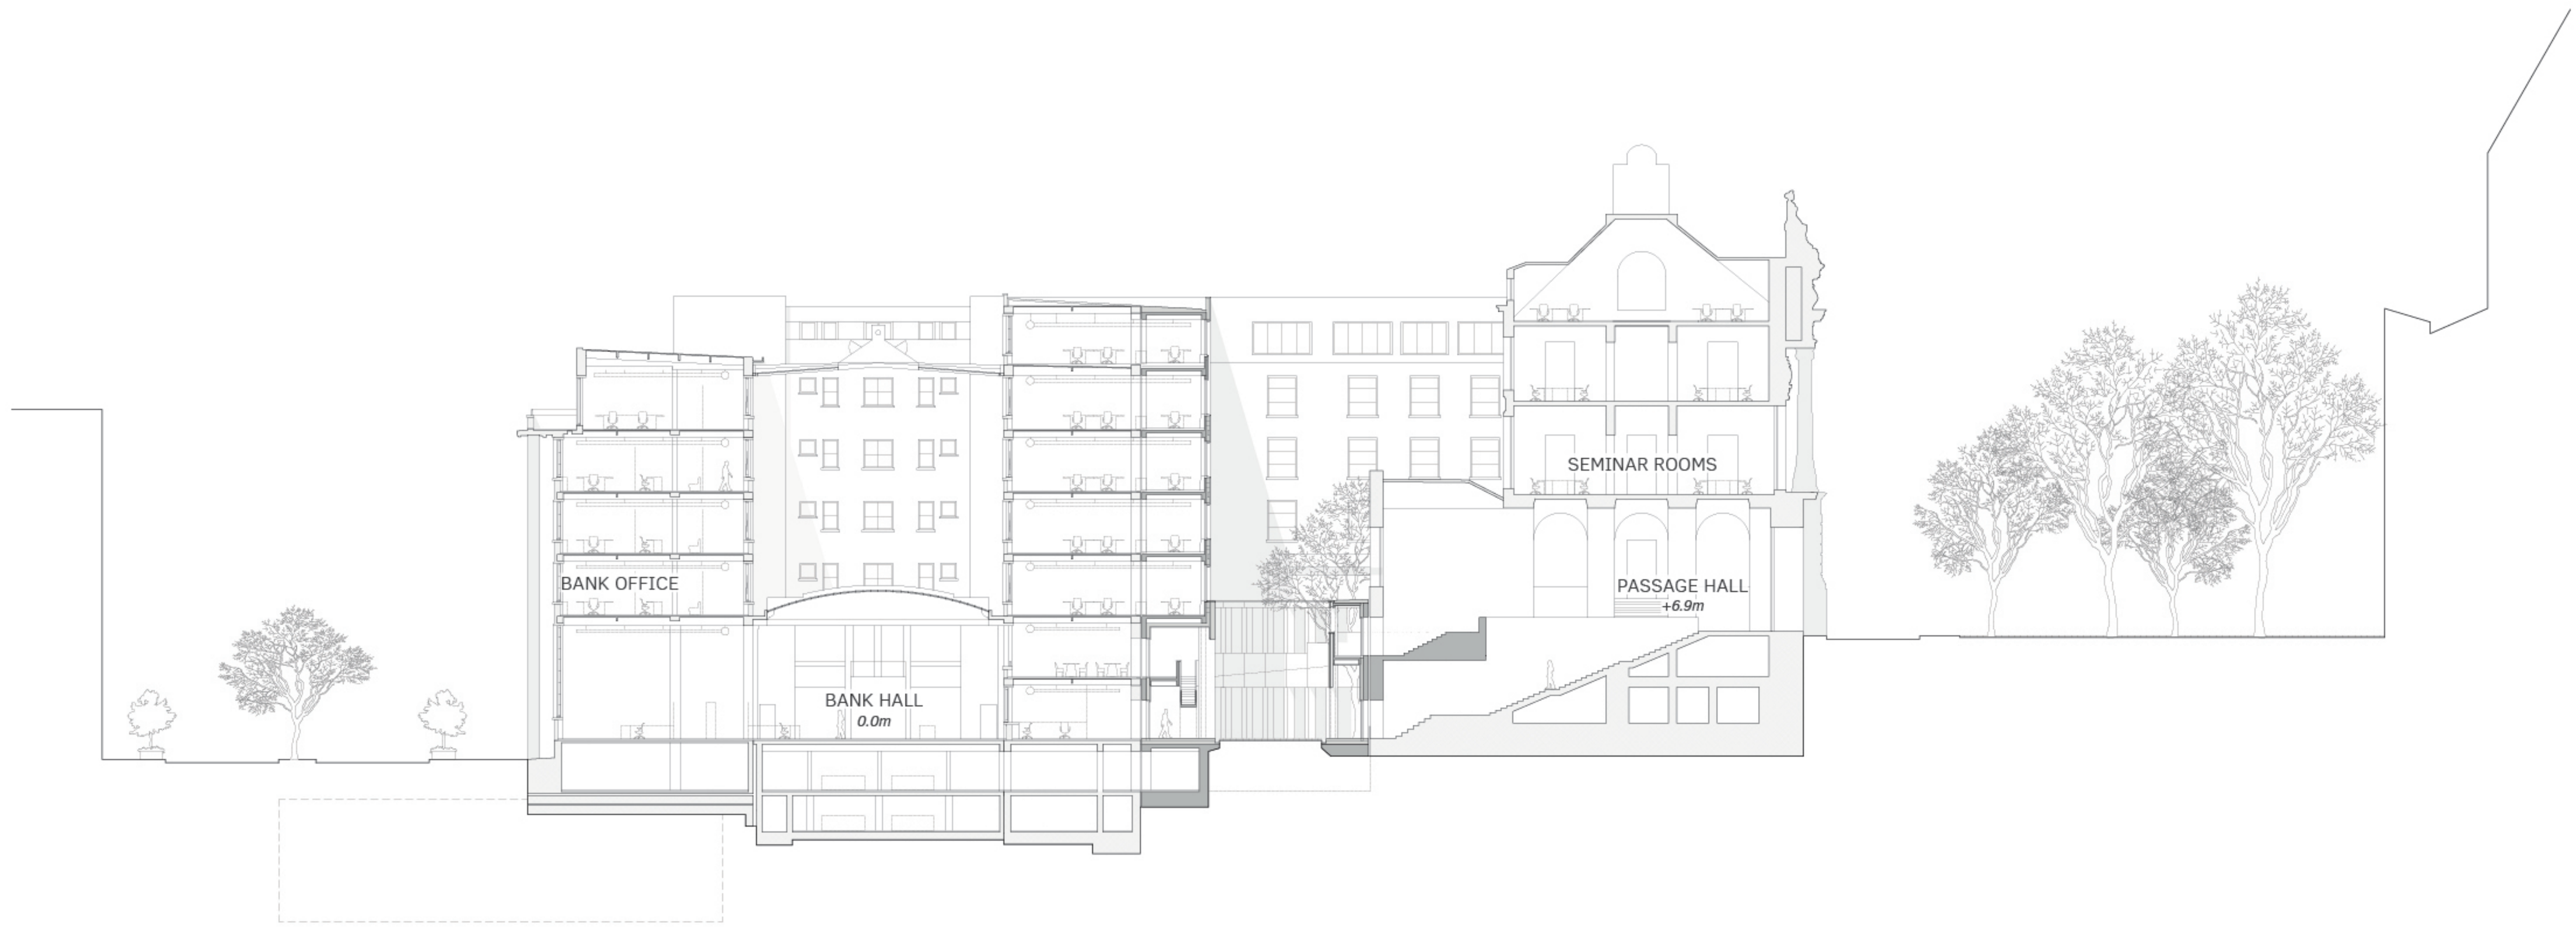 SEMINAR ROOMS
BANK OFFICE
PASSAGE HALL
+6.9m
BANK HALL
0.0m